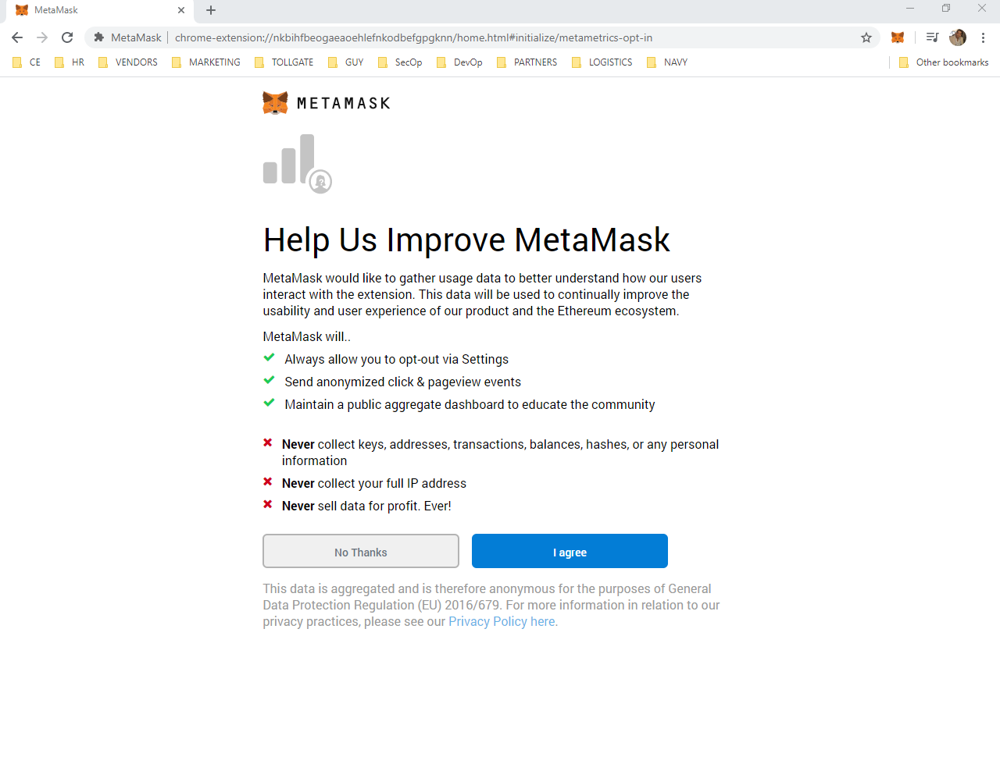 MetaMask
MetaMask chrome-extension://nkbihfbeogaeaoehlefnkodbefgpgknn/home.html#initialize/metametrics-opt-in
CE HR VENDORS MARKETING TOLLGATE GUY SecOp DevOp PARTNERS LOGISTICS NAVY Other bookmarks
METAMASK
Help Us Improve MetaMask
MetaMask would like to gather usage data to better understand how our users
interact with the extension. This data will be used to continually improve the
usability and user experience of our product and the Ethereum ecosystem.
MetaMask will..
Always allow you to opt-out via Settings
Send anonymized click & pageview events
Maintain a public aggregate dashboard to educate the community
Never collect keys, addresses, transactions, balances, hashes, or any personal
information
Never collect your full IP address
Never sell data for profit. Ever!
No Thanks I agree
This data is aggregated and is therefore anonymous for the purposes of General
Data Protection Regulation (EU) 2016/679. For more information in relation to our
privacy practices, please see our Privacy Policy here.